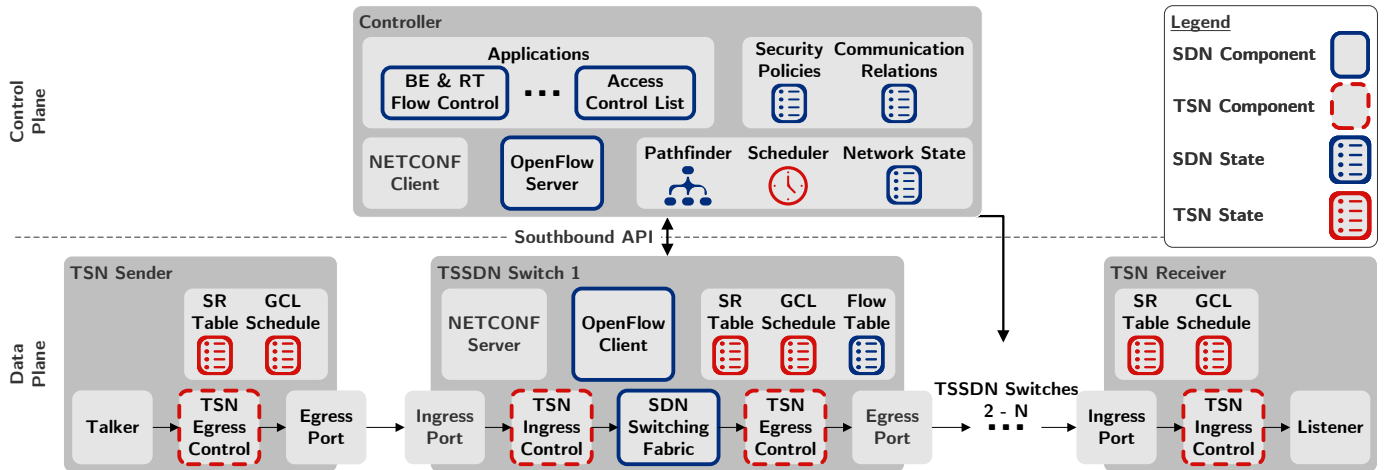 Controller
Applications
BE & RT
Flow Control
Access
Control List
Security
Policies
Communication
Relations
NETCONF
Client
OpenFlow
Server
Pathfinder
Scheduler
Network State
Legend
SDN Component
TSN Component
SDN State
TSN State
Control
Plane
Southbound API
Data
Plane
TSN Sender
SR
Table
GCL
Schedule
Talker
TSN
Egress
Control
Egress
Port
TSSDN Switch 1
NETCONF
Server
OpenFlow
Client
SR
Table
GCL
Schedule
Flow
Table
Ingress
Port
TSN
Ingress
Control
SDN
Switching
Fabric
TSN
Egress
Control
Egress
Port
TSSDN Switches
2 - N
TSN Receiver
SR
Table
GCL
Schedule
Ingress
Port
TSN
Ingress
Control
Listener